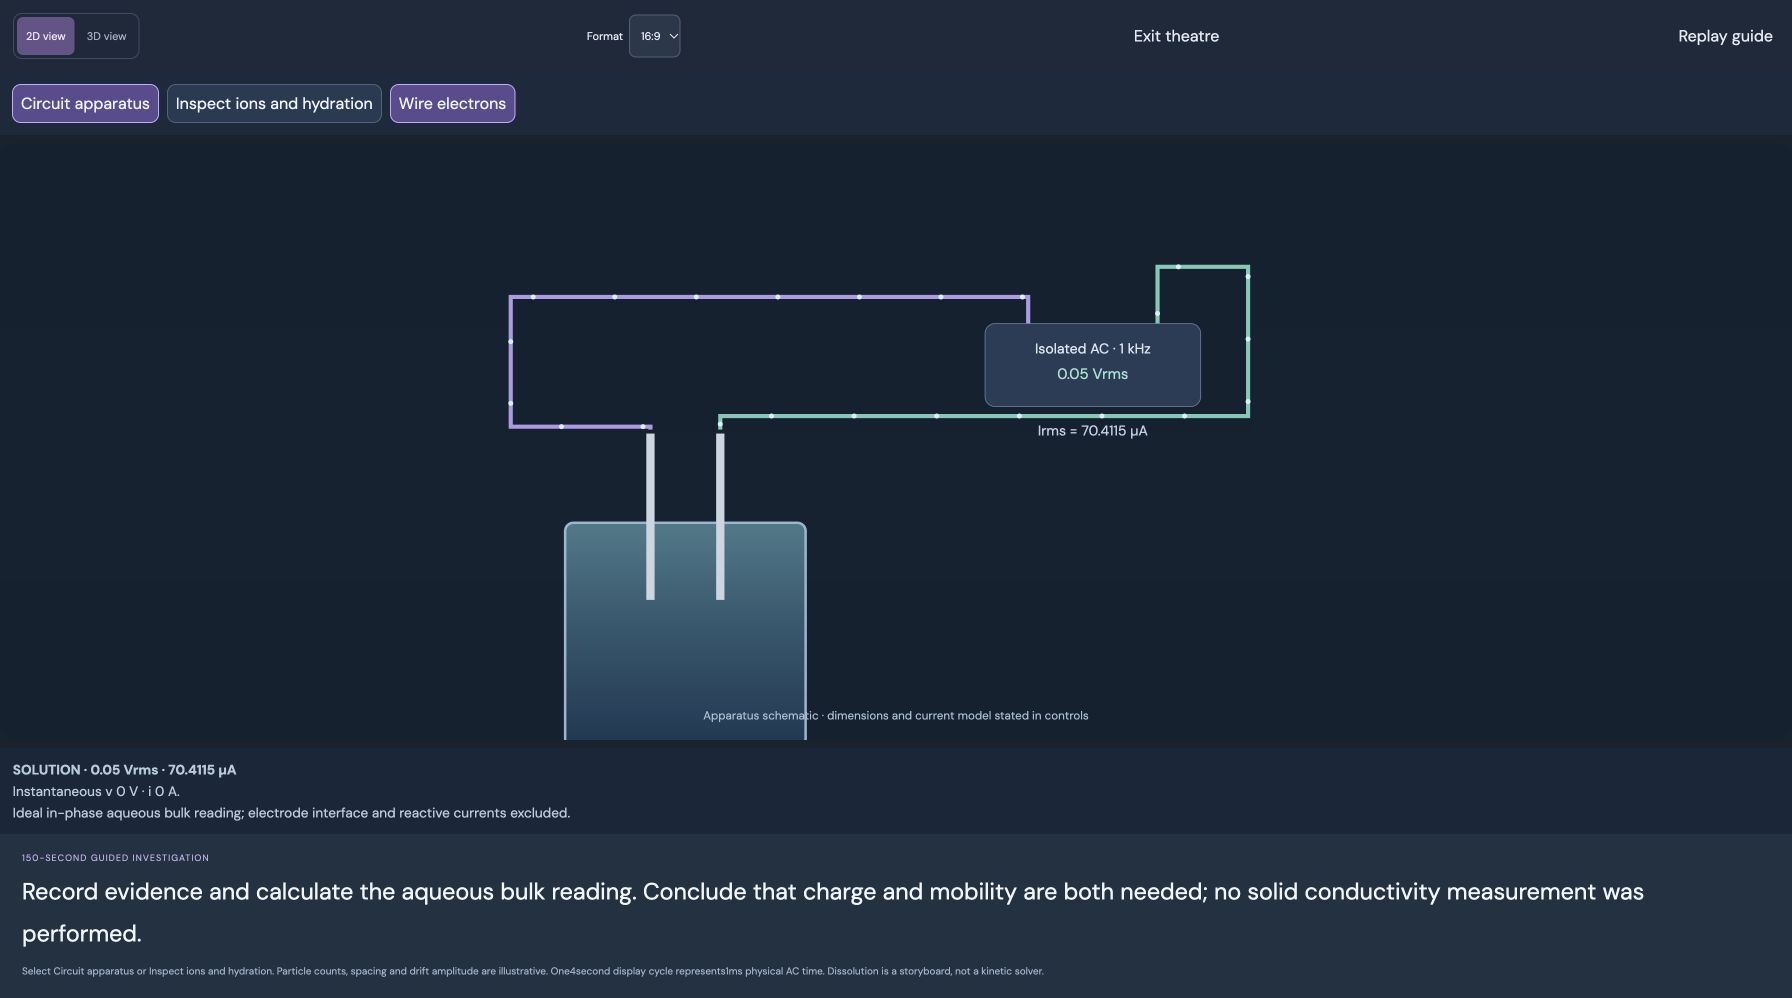 2D view 3D view Format 16:9 Exit theatre Replay guide
Circuit apparatus Inspect ions and hydration Wire electrons
Isolated AC · 1 kHz
0.05 Vrms
Irms = 70.4115 µA
Apparatus schematic · dimensions and current model stated in controls
SOLUTION · 0.05 Vrms · 70.4115 µA
Instantaneous v 0 V · i 0 A.
Ideal in-phase aqueous bulk reading; electrode interface and reactive currents excluded.
150-SECOND GUIDED INVESTIGATION
Record evidence and calculate the aqueous bulk reading. Conclude that charge and mobility are both needed; no solid conductivity measurement was
performed.
Select Circuit apparatus or Inspect ions and hydration. Particle counts, spacing and drift amplitude are illustrative. One4second display cycle represents1ms physical AC time. Dissolution is a storyboard, not a kinetic solver.